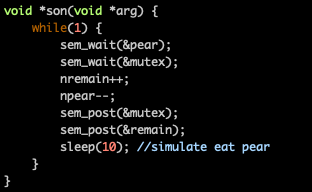 void *son(void *arg) {
    while(1) {
        sem_wait(&pear);
        sem_wait(&mutex);
        nremain++;
        npear--;
        sem_post(&mutex);
        sem_post(&remain);
        sleep(10); //simulate eat pear
    }
}